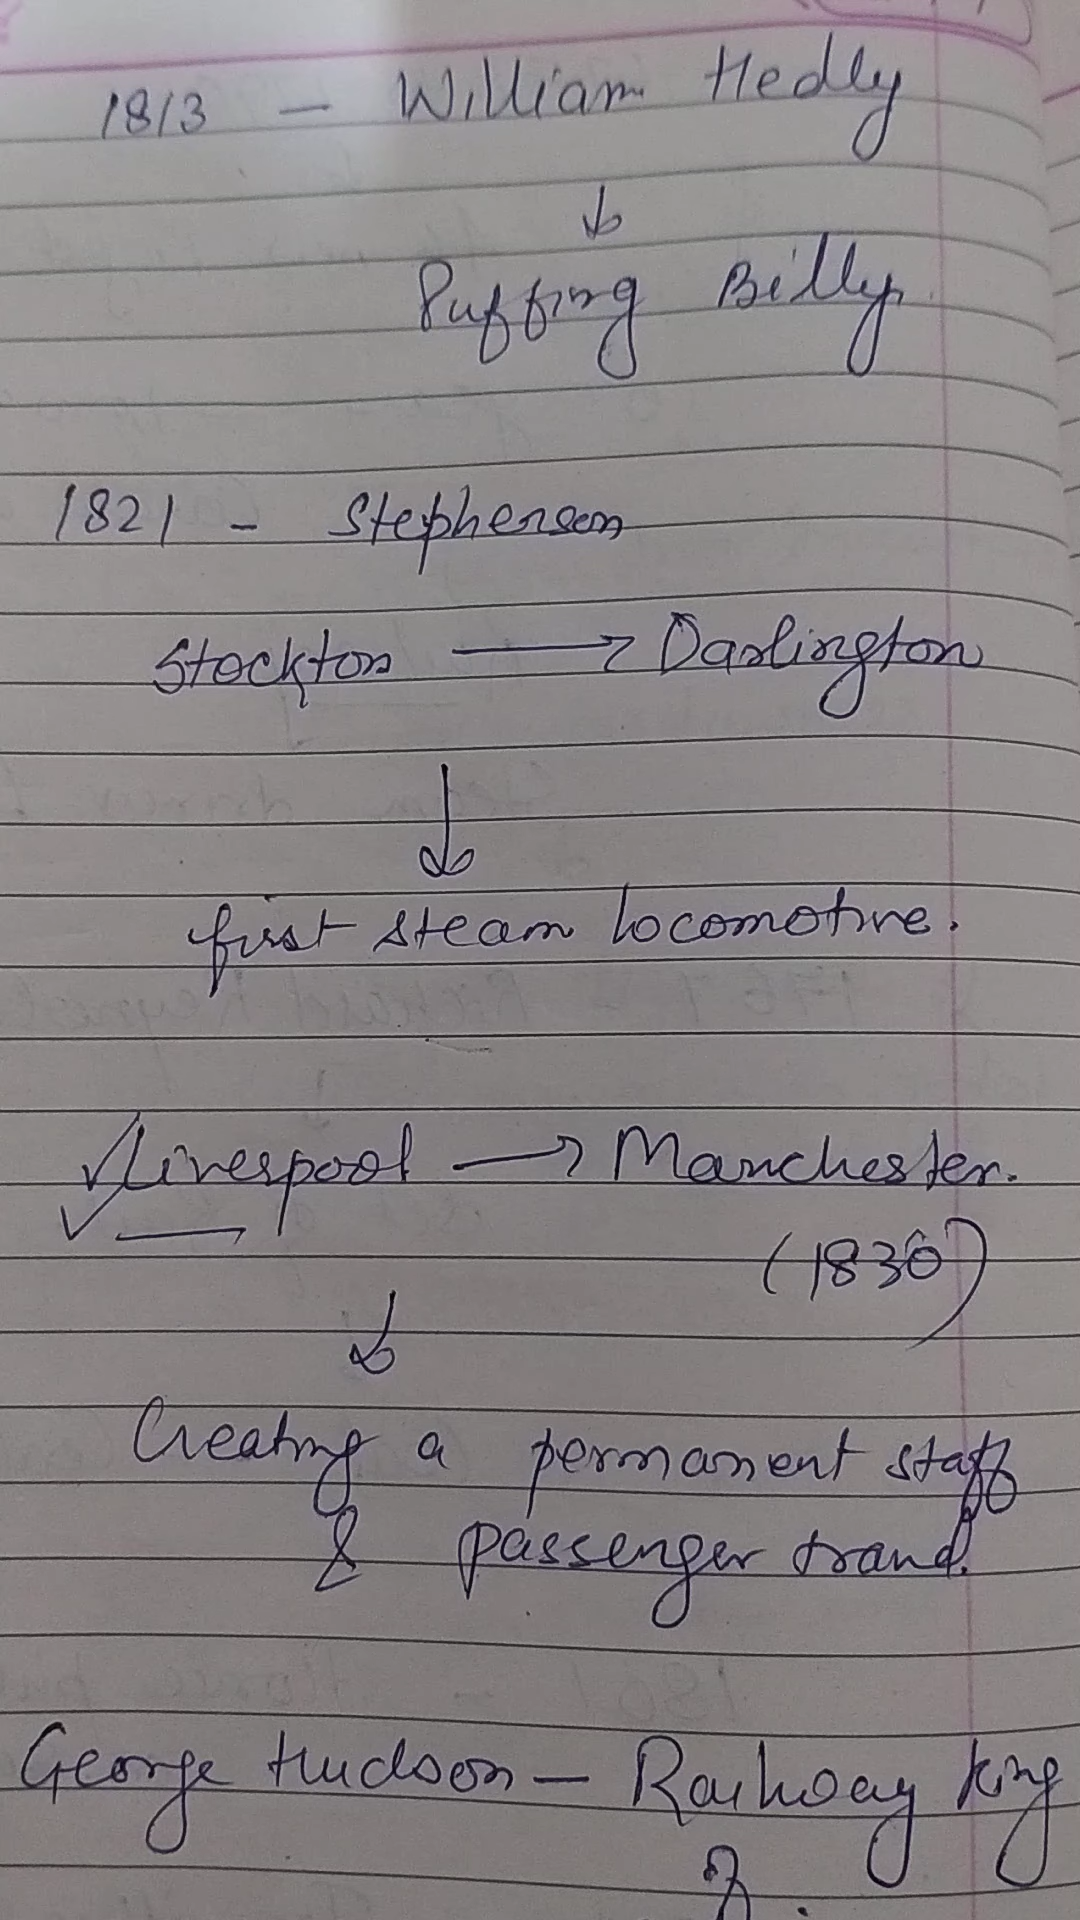 1813 - William Hedly
↓
Puffing Billy
1821 - Stephenson
Stockton → Darlington
↓
first steam locomotive.
Liverpool → Manchester.
(1830)
↓
Creating a permanent staff
& passenger
George Hudson - Railway King